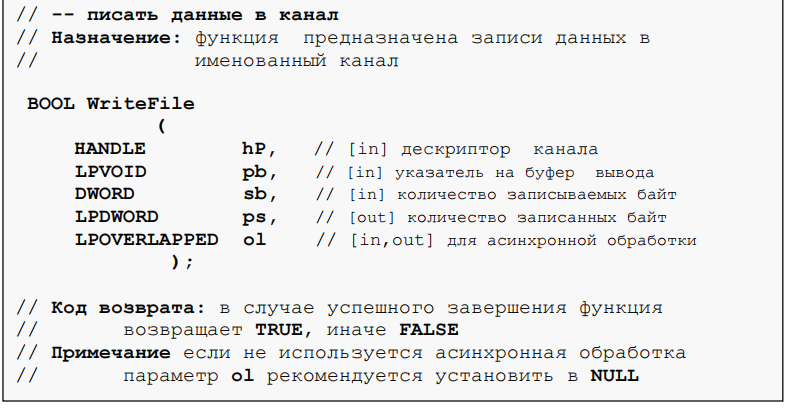 // -- писать данные в канал
// Назначение: функция  предназначена записи данных в
//             именованный канал
BOOL WriteFile
(
HANDLE        hP,   // [in] дескриптор  канала
LPVOID        pb,   // [in] указатель на буфер  вывода
DWORD         sb,   // [in] количество записываемых байт
LPDWORD       ps,   // [out] количество записанных байт
LPOVERLAPPED  ol    // [in,out] для асинхронной обработки
);
// Код возврата: в случае успешного завершения функция
//       возвращает TRUE, иначе FALSE
// Примечание если не используется асинхронная обработка
//       параметр ol рекомендуется установить в NULL